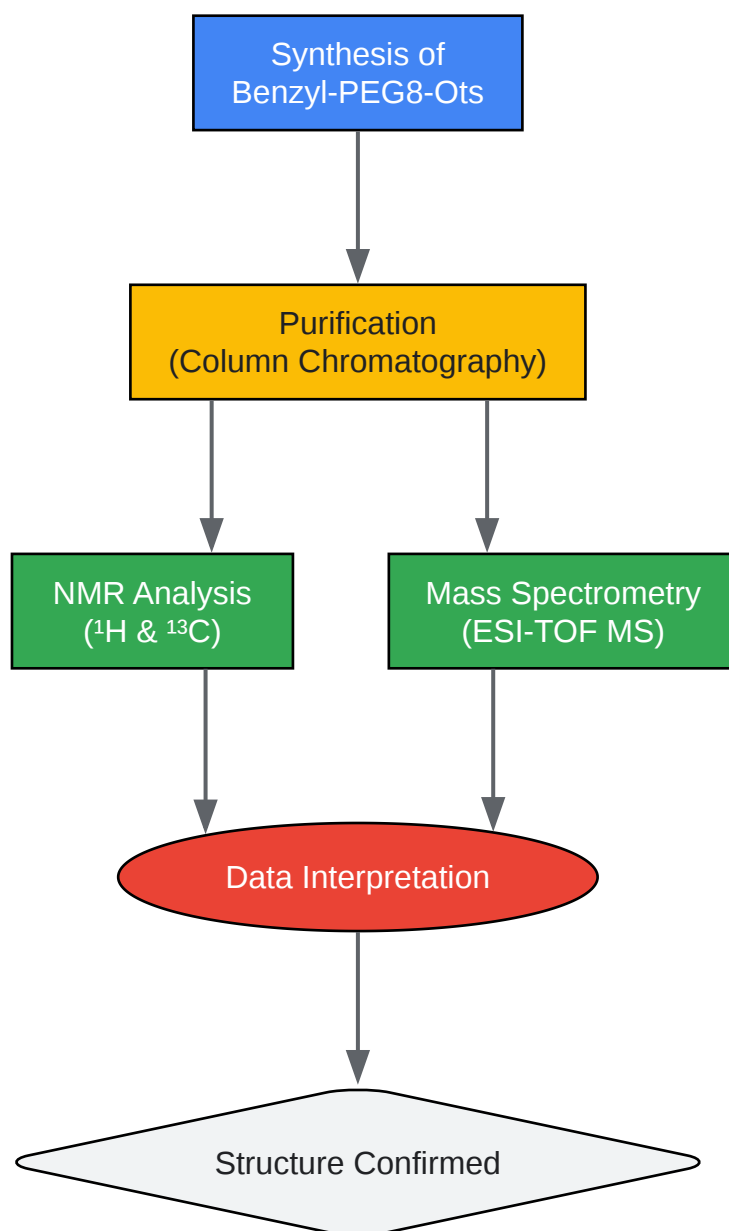 Synthesis of
Benzyl-PEG8-Ots
Purification
(Column Chromatography)
NMR Analysis
(¹H & ¹³C)
Mass Spectrometry
(ESI-TOF MS)
Data Interpretation
Structure Confirmed